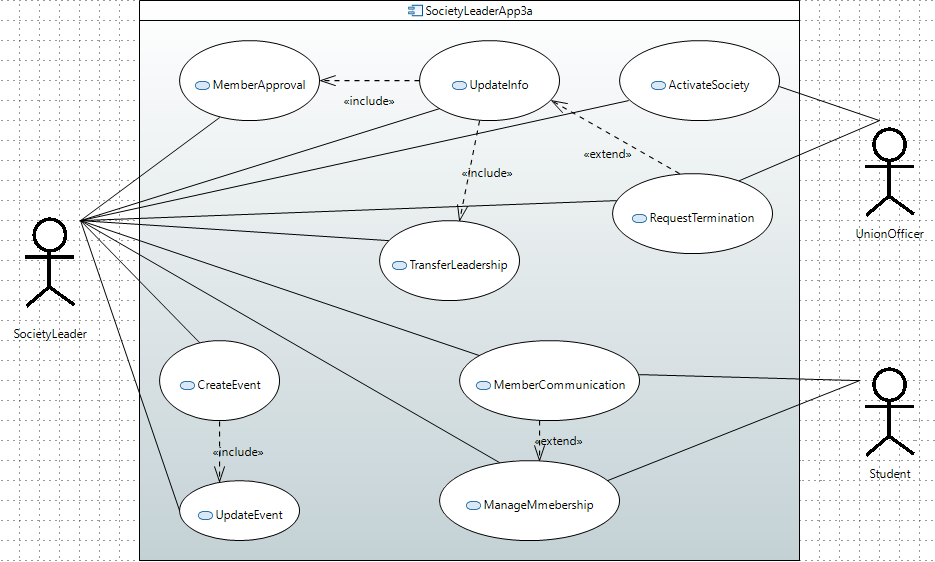 SocietyLeaderApp3a
MemberApproval
UpdateInfo
ActivateSociety
«include»
«extend»
«include»
RequestTermination
UnionOfficer
TransferLeadership
SocietyLeader
CreateEvent
MemberCommunication
«include»
«extend»
Student
ManageMmebership
UpdateEvent